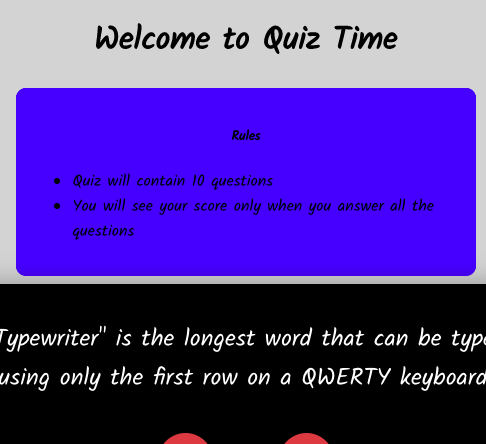 Welcome to Quiz Time
Rules
Quiz will contain 10 questions
You will see your score only when you answer all the
questions
Typewriter" is the longest word that can be
using only the first row on a QWERTY keyboard